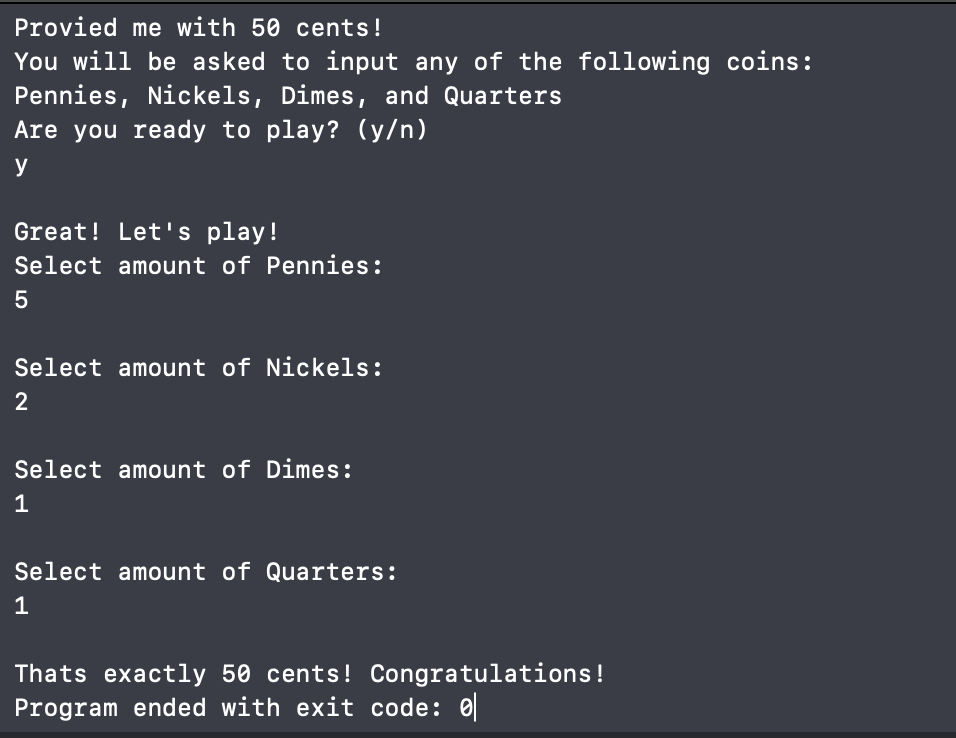 Provied me with 50 cents!
You will be asked to input any of the following coins:
Pennies, Nickels, Dimes, and Quarters
Are you ready to play? (y/n)
y
Great! Let's play!
Select amount of Pennies:
5
Select amount of Nickels:
2
Select amount of Dimes:
1
Select amount of Quarters:
1
Thats exactly 50 cents! Congratulations!
Program ended with exit code: 0